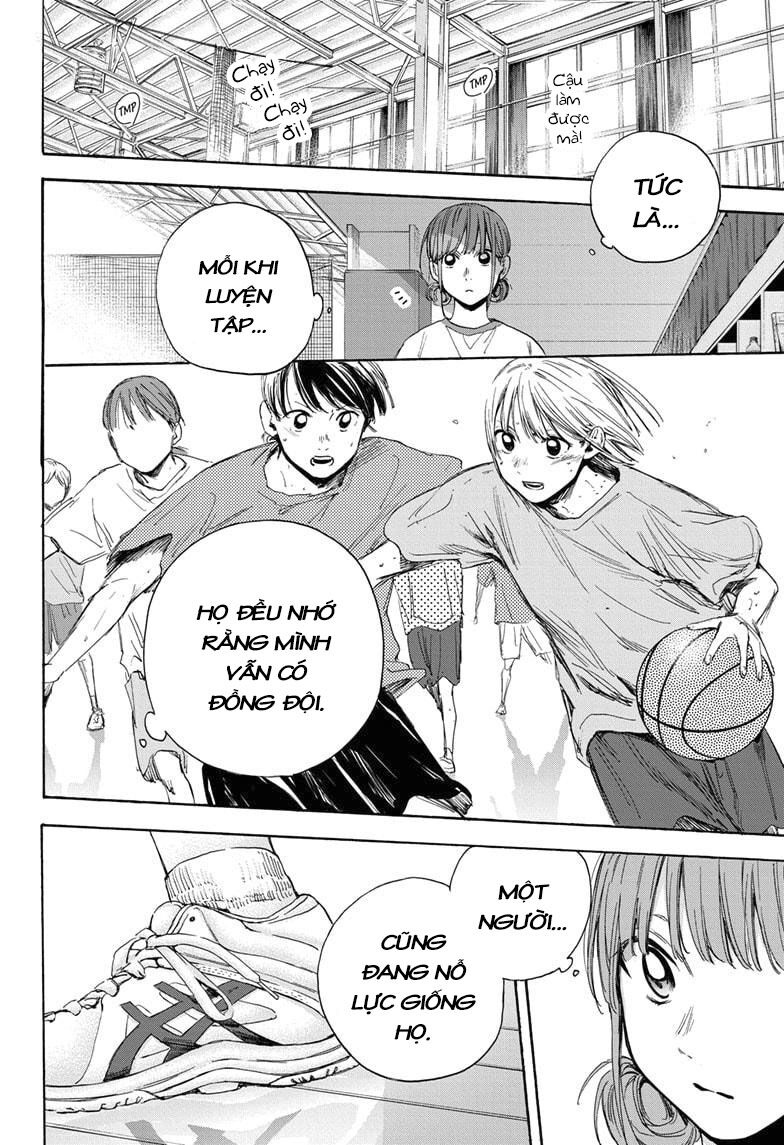 Cậu
làm
được
mà!
TMP
Chạy
đi!
Chạy
đi!
TMP
TỨC
LÀ...
MỖI KHI
LUYỆN
TẬP...
HỌ ĐỀU NHỚ
RẰNG MÌNH
VẪN CÓ
ĐỒNG ĐỘI.
MỘT
NGƯỜI...
CŨNG
ĐANG NỖ
LỰC GIỐNG
HỌ.